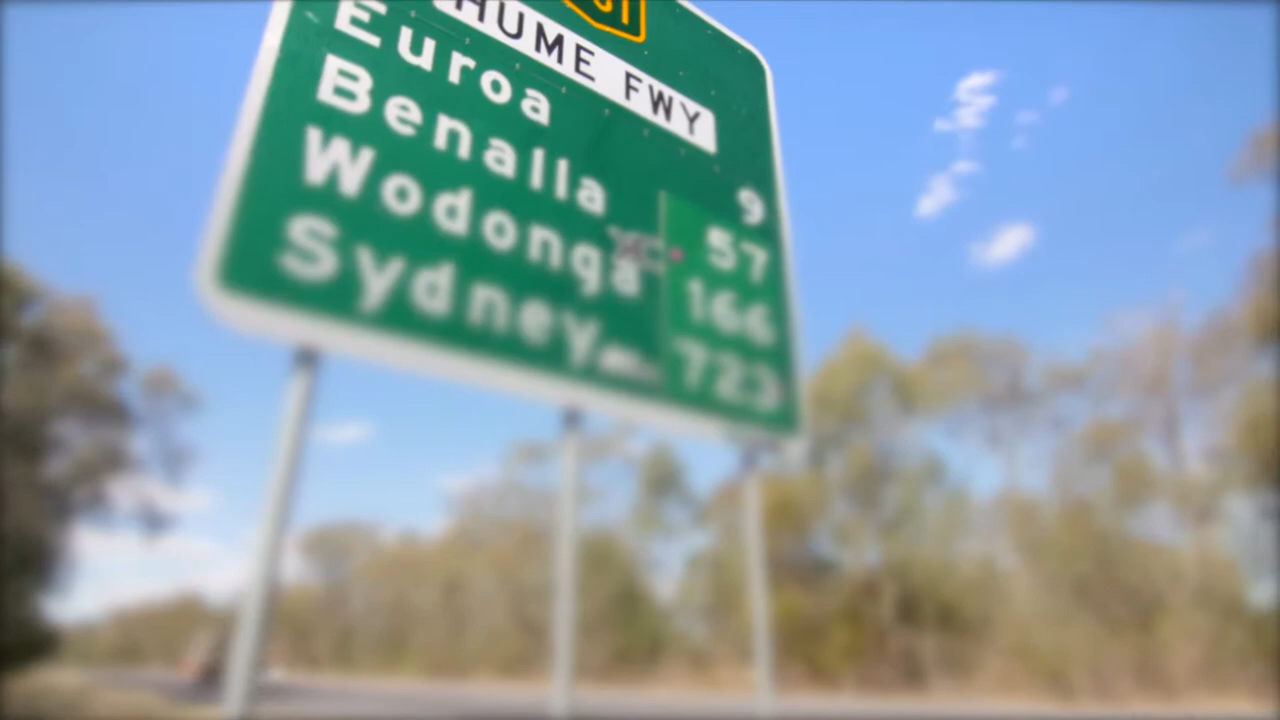 HUME FWY
Euroa 9
Benalla 57
Wodonga 166
Sydney 723